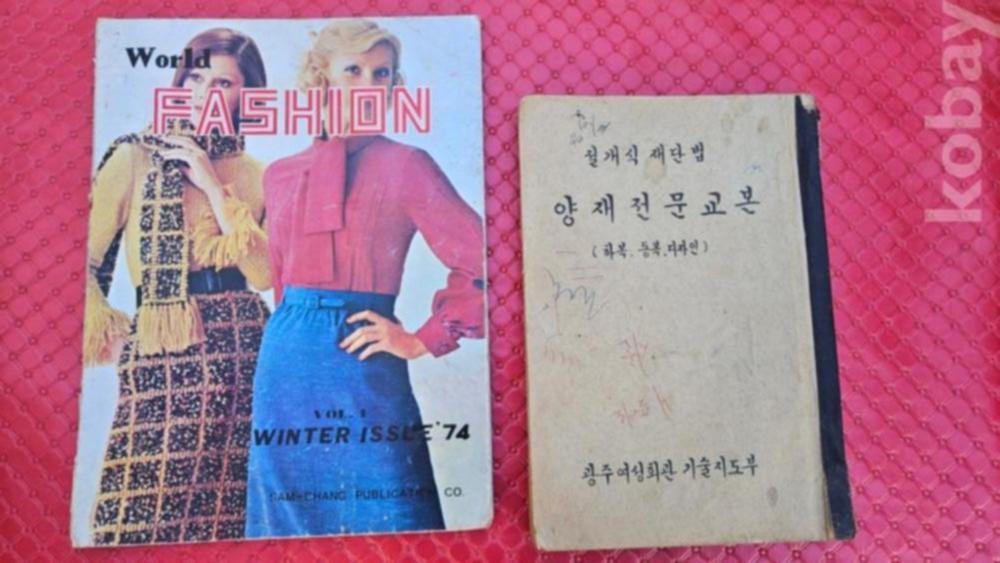 World
FASHION
VOL. 1
WINTER ISSUE '74
SAM-CHANG PUBLICATION CO.
설개식 재단법
양재전문교본
(하복, 동복, 디자인)
광주여성회관 기술지도부
kobay